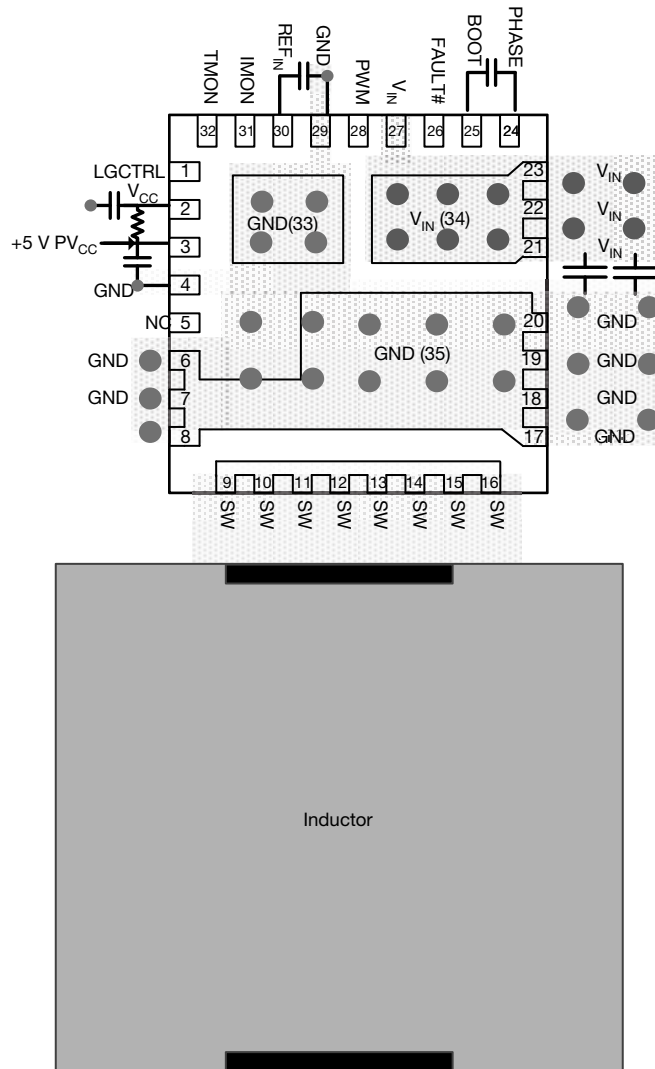 TMON
IMON
REF_IN
GND
PWM
V_IN
FAULT#
BOOT
PHASE
32 31 30 29 28 27 26 25 24
LGCTRL 1
V_CC 2
+5 V PV_CC 3
GND 4
NC 5
GND 6
GND 7
8
GND(33)
V_IN (34)
GND (35)
23 V_IN
22 V_IN
21 V_IN
20 GND
19 GND
18 GND
17 GND
9 10 11 12 13 14 15 16
SW SW SW SW SW SW SW SW
Inductor